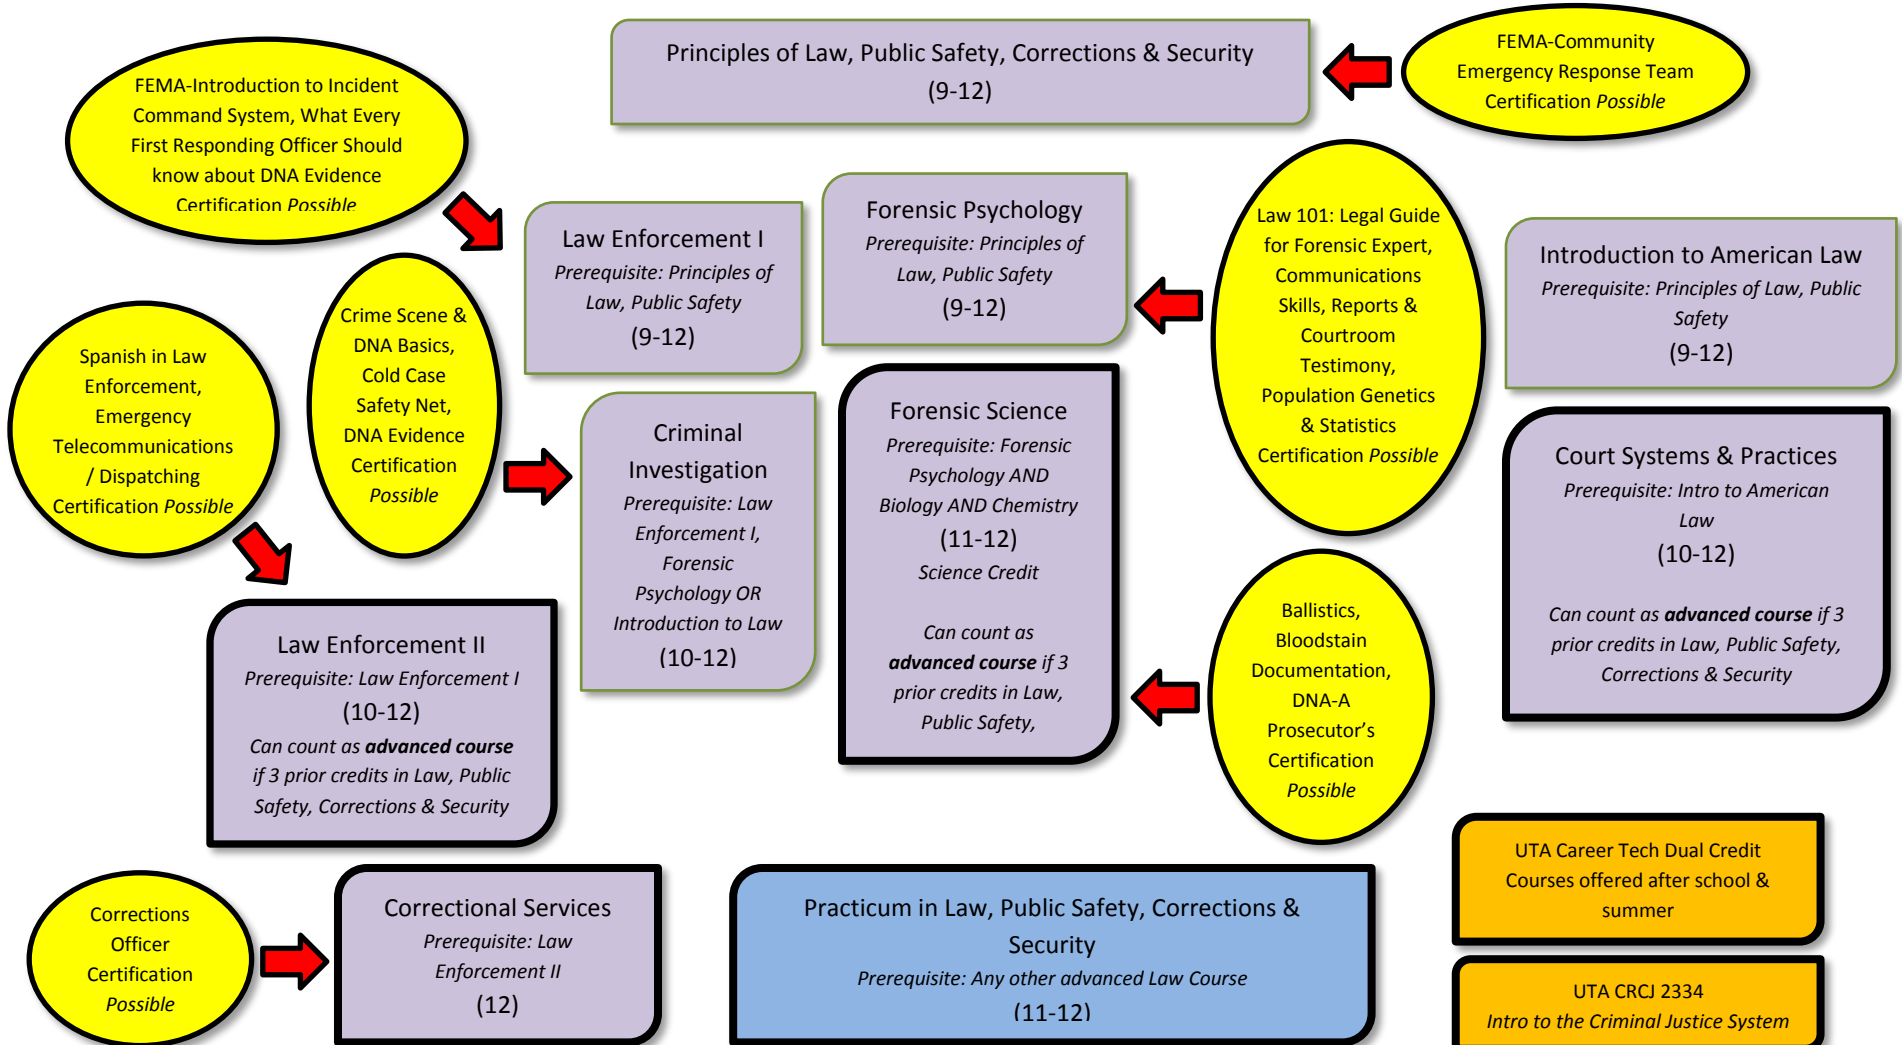 Principles of Law, Public Safety, Corrections & Security
(9-12)
FEMA-Community
Emergency Response Team
Certification Possible
FEMA-Introduction to Incident
Command System, What Every
First Responding Officer Should
know about DNA Evidence
Certification Possible
Law Enforcement I
Prerequisite: Principles of
Law, Public Safety
(9-12)
Forensic Psychology
Prerequisite: Principles of
Law, Public Safety
(9-12)
Law 101: Legal Guide
for Forensic Expert,
Communications
Skills, Reports &
Courtroom
Testimony,
Population Genetics
& Statistics
Certification Possible
Introduction to American Law
Prerequisite: Principles of Law, Public
Safety
(9-12)
Spanish in Law
Enforcement,
Emergency
Telecommunications
/ Dispatching
Certification Possible
Crime Scene &
DNA Basics,
Cold Case
Safety Net,
DNA Evidence
Certification
Possible
Criminal
Investigation
Prerequisite: Law
Enforcement I,
Forensic
Psychology OR
Introduction to Law
(10-12)
Forensic Science
Prerequisite: Forensic
Psychology AND
Biology AND Chemistry
(11-12)
Science Credit
Can count as
advanced course if 3
prior credits in Law,
Public Safety,
Court Systems & Practices
Prerequisite: Intro to American
Law
(10-12)
Can count as advanced course if 3
prior credits in Law, Public Safety,
Corrections & Security
Law Enforcement II
Prerequisite: Law Enforcement I
(10-12)
Can count as advanced course
if 3 prior credits in Law, Public
Safety, Corrections & Security
Ballistics,
Bloodstain
Documentation,
DNA-A
Prosecutor’s
Certification
Possible
Corrections
Officer
Certification
Possible
Correctional Services
Prerequisite: Law
Enforcement II
(12)
Practicum in Law, Public Safety, Corrections &
Security
Prerequisite: Any other advanced Law Course
(11-12)
UTA Career Tech Dual Credit
Courses offered after school &
summer
UTA CRCJ 2334
Intro to the Criminal Justice System